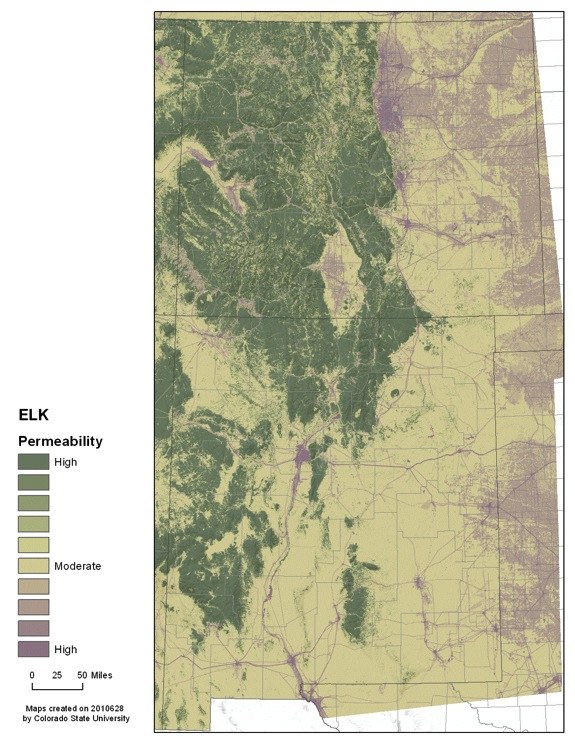 ELK
Permeability
High
Moderate
High
0 25 50 Miles
Maps created on 20100628
by Colorado State University